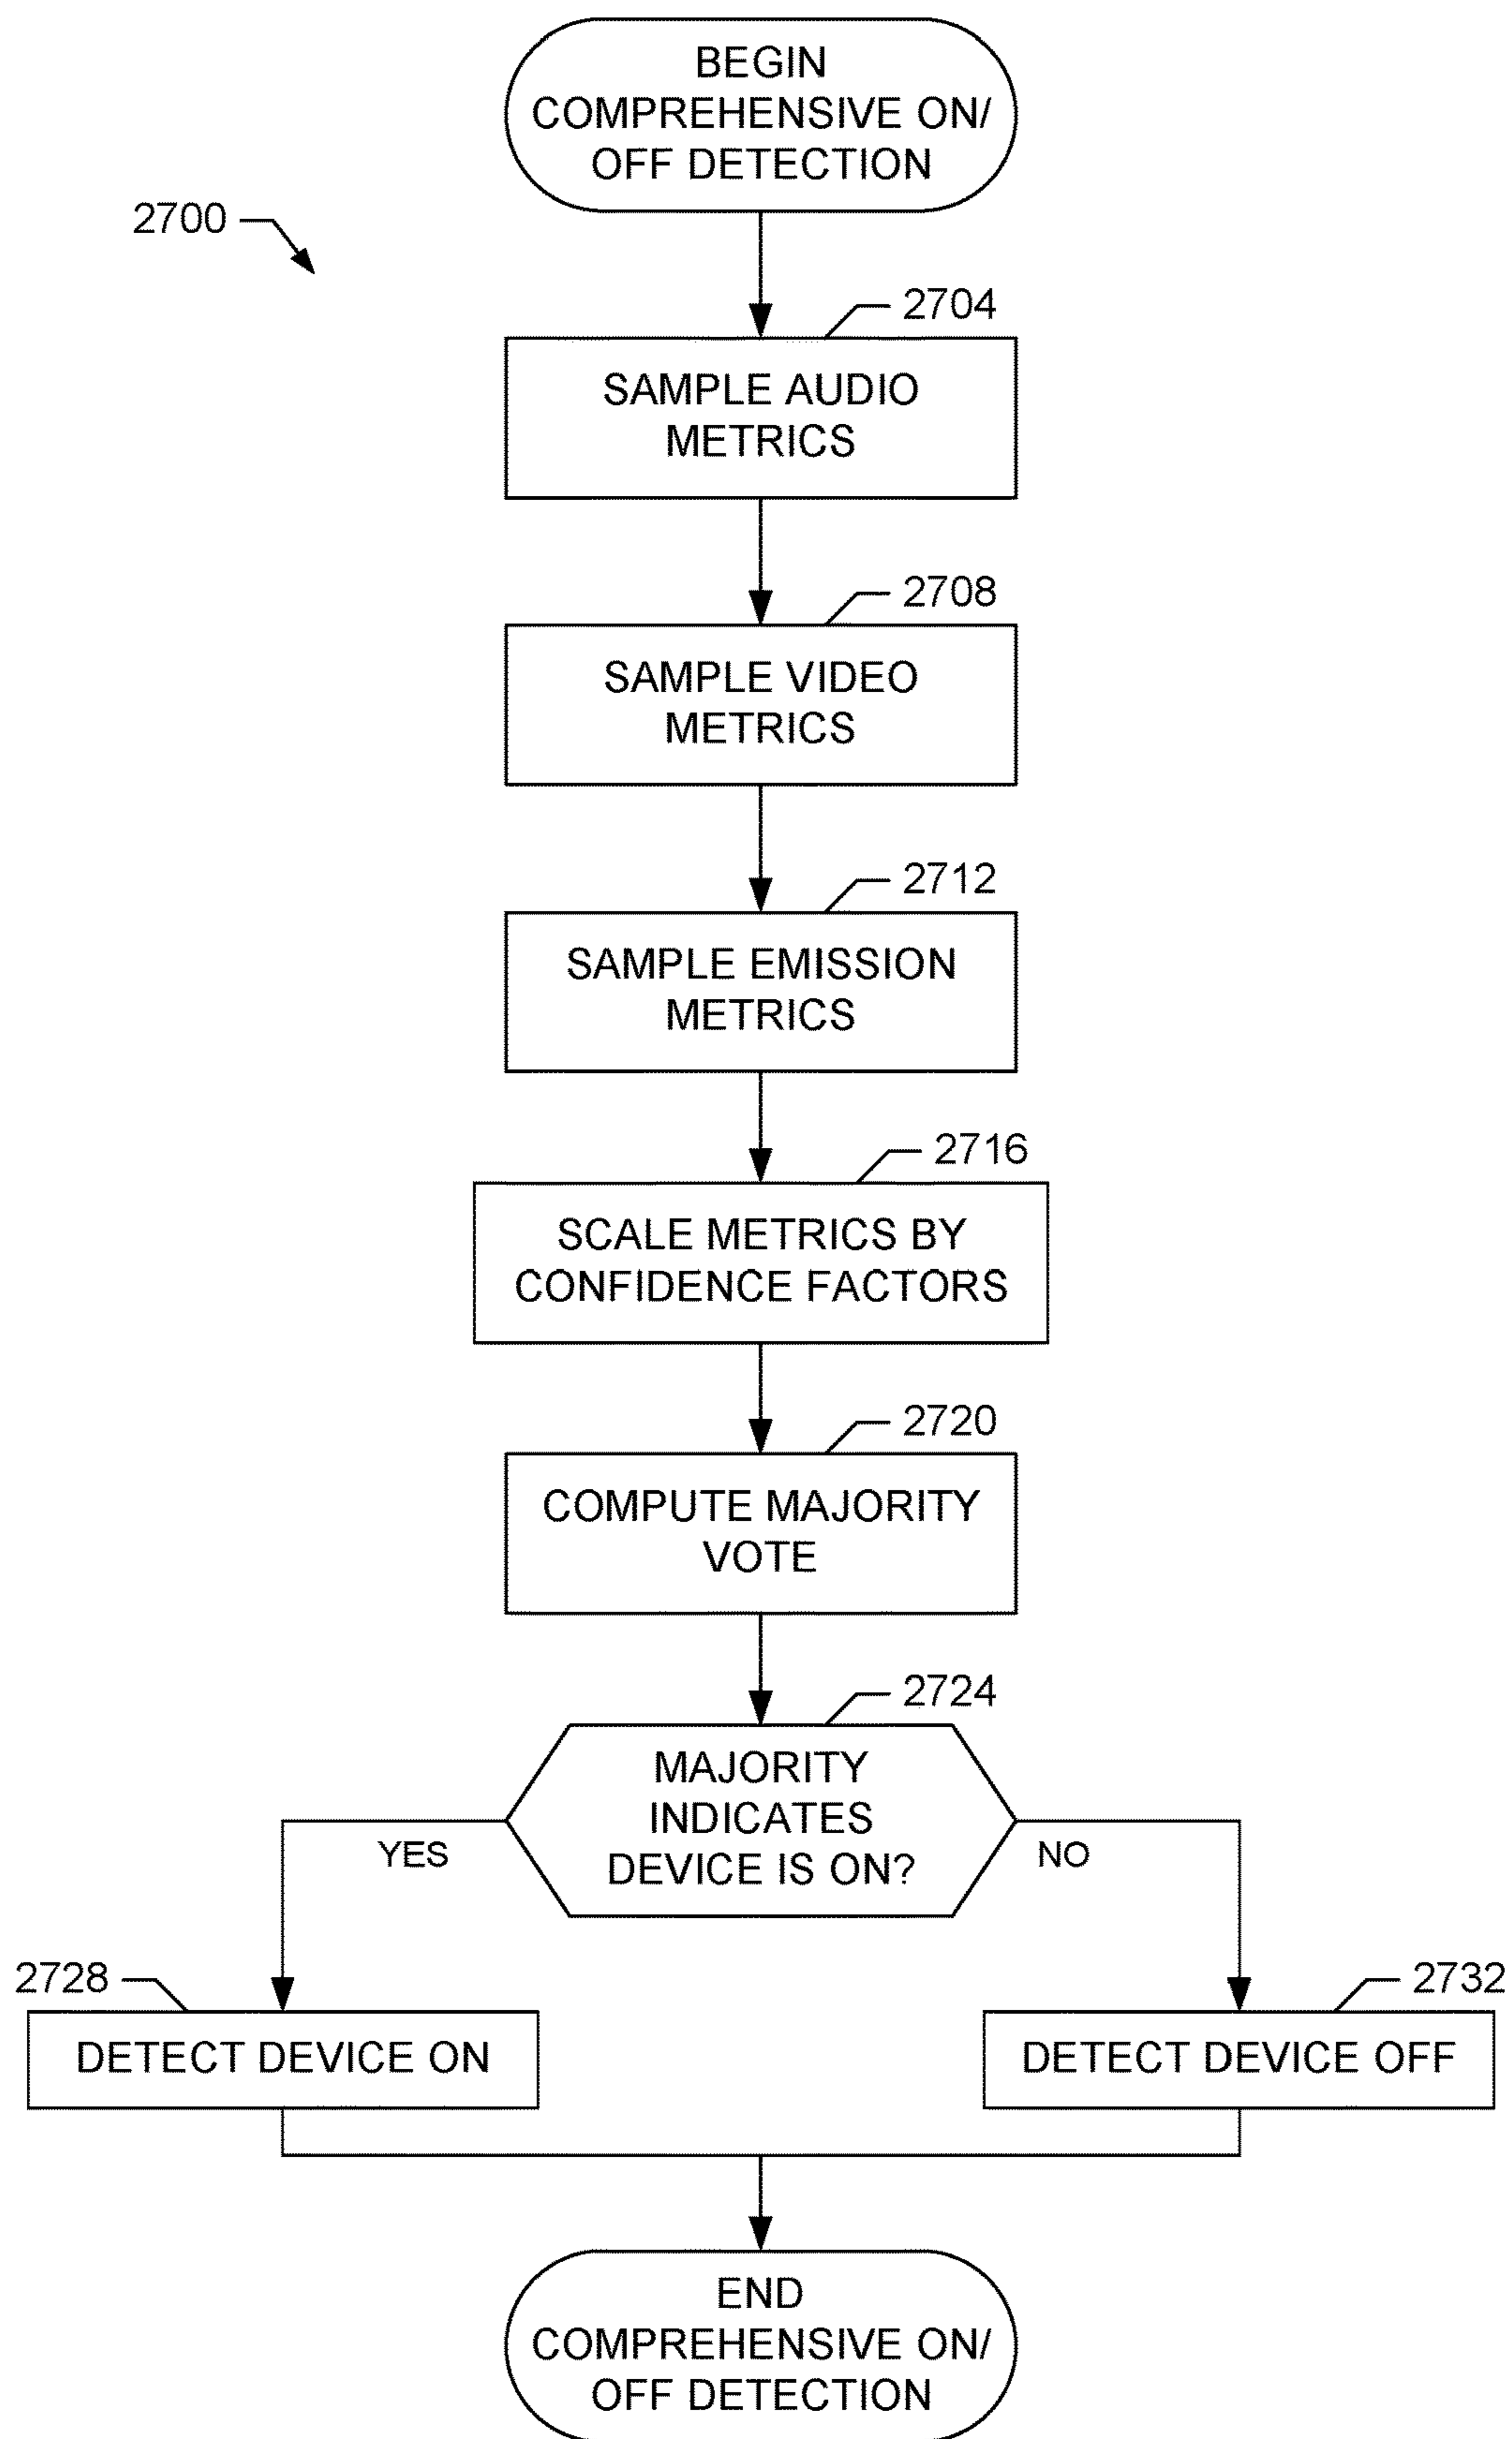 BEGIN
COMPREHENSIVE ON/
OFF DETECTION
2700
2704
SAMPLE AUDIO
METRICS
2708
SAMPLE VIDEO
METRICS
2712
SAMPLE EMISSION
METRICS
2716
SCALE METRICS BY
CONFIDENCE FACTORS
2720
COMPUTE MAJORITY
VOTE
2724
MAJORITY
INDICATES
DEVICE IS ON?
YES
NO
2728
DETECT DEVICE ON
2732
DETECT DEVICE OFF
END
COMPREHENSIVE ON/
OFF DETECTION